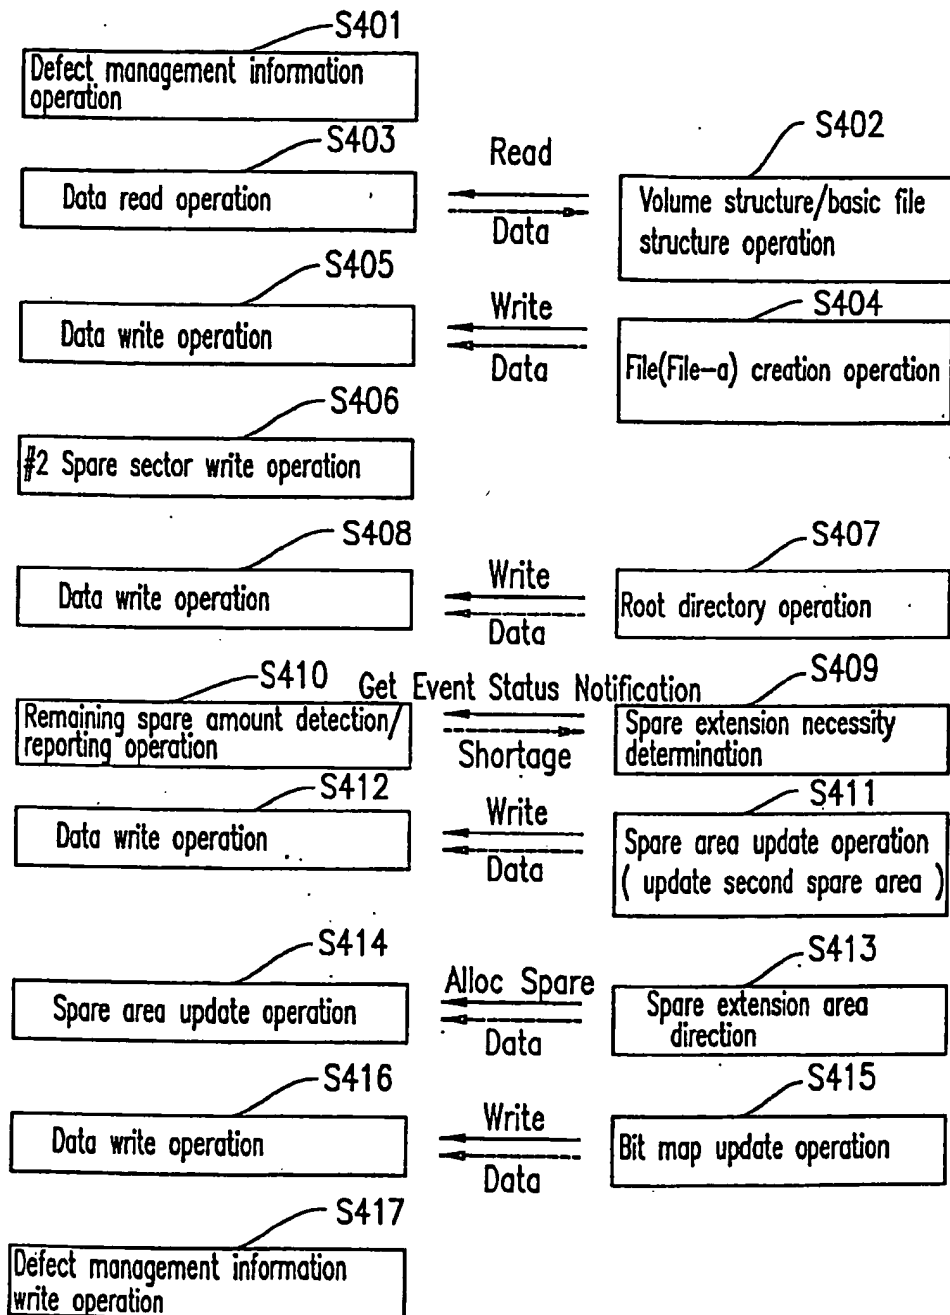 S401
Defect management information
operation
S403
Data read operation
Read
Data
S402
Volume structure/basic file
structure operation
S405
Data write operation
Write
Data
S404
File(File-a) creation operation
S406
#2 Spare sector write operation
S408
Data write operation
Write
Data
S407
Root directory operation
S410
Remaining spare amount detection/
reporting operation
Get Event Status Notification
Shortage
S409
Spare extension necessity
determination
S412
Data write operation
Write
Data
S411
Spare area update operation
( update second spare area )
S414
Spare area update operation
Alloc Spare
Data
S413
Spare extension area
direction
S416
Data write operation
Write
Data
S415
Bit map update operation
S417
Defect management information
write operation